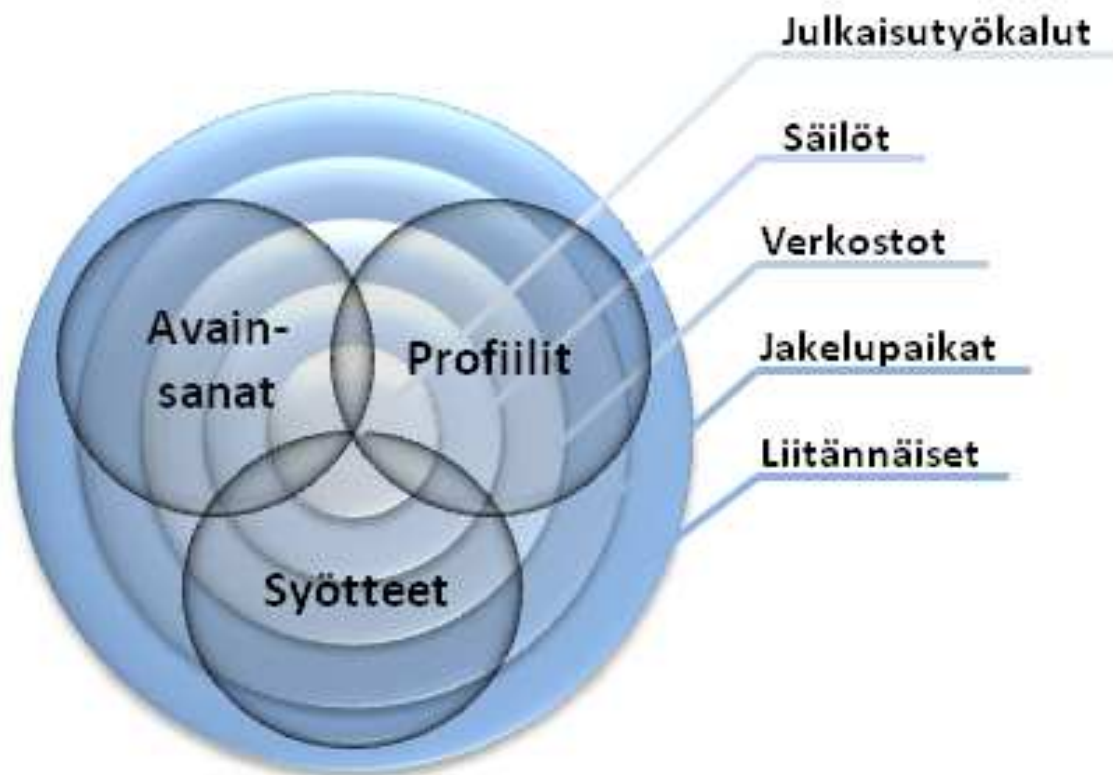 Julkaisutyökalut
Säilöt
Verkostot
Jakelupaikat
Liitännäiset
Avain-
sanat
Profiilit
Syötteet